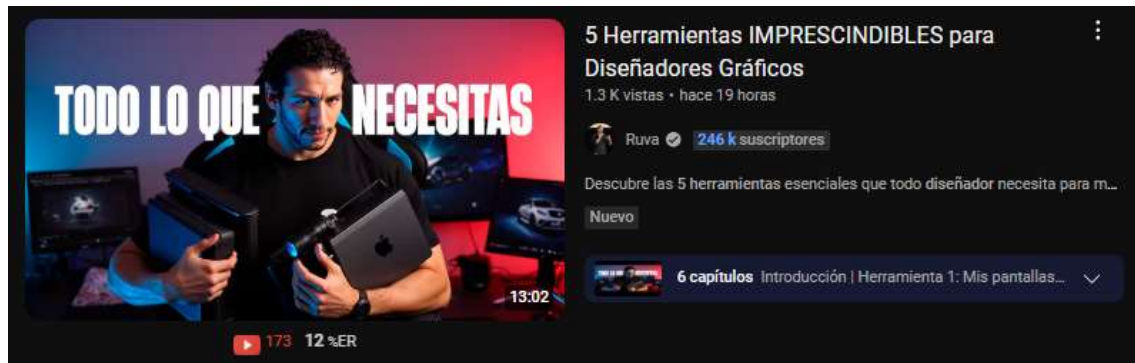 TODO LO QUE NECESITAS
13:02
173 12 %ER
5 Herramientas IMPRESCINDIBLES para
Diseñadores Gráficos
1.3 K vistas • hace 19 horas
Ruva 246 k suscriptores
Descubre las 5 herramientas esenciales que todo diseñador necesita para m...
Nuevo
6 capítulos Introducción | Herramienta 1: Mis pantallas...